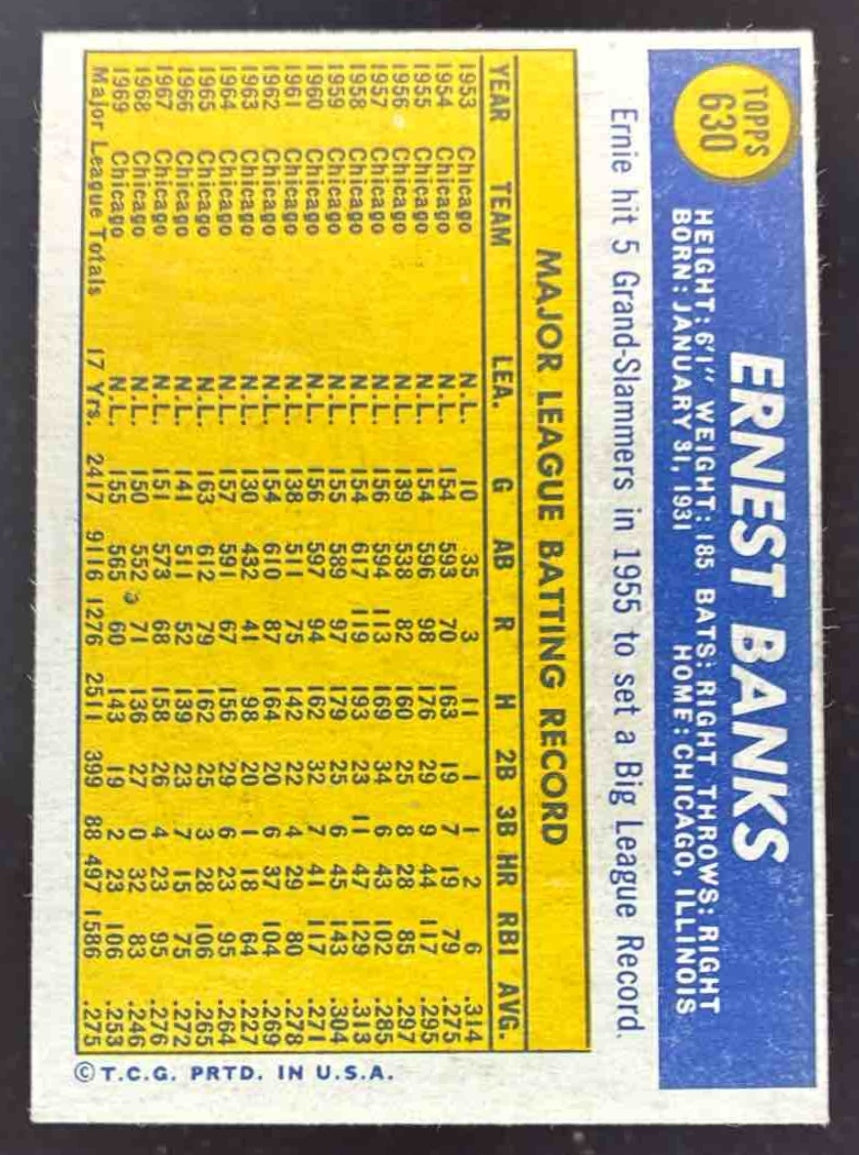 TOPPS
630
ERNEST BANKS
HEIGHT: 6'1" WEIGHT: 185 BATS: RIGHT THROWS: RIGHT
BORN: JANUARY 31, 1931 HOME: CHICAGO, ILLINOIS
Ernie hit 5 Grand-Slammers in 1955 to set a Big League Record.
MAJOR LEAGUE BATTING RECORD
YEAR TEAM LEA. G AB R H 2B 3B HR RBI AVG.
1953 Chicago N.L. 10 35 3 11 1 1 2 6 .314
1954 Chicago N.L. 154 593 70 163 19 7 19 79 .275
1955 Chicago N.L. 154 596 98 176 29 9 44 117 .295
1956 Chicago N.L. 139 538 82 160 25 8 28 85 .297
1957 Chicago N.L. 156 594 113 169 34 6 43 102 .285
1958 Chicago N.L. 154 617 119 193 23 11 47 129 .313
1959 Chicago N.L. 155 589 97 179 25 6 45 143 .304
1960 Chicago N.L. 156 597 94 162 32 7 41 117 .271
1961 Chicago N.L. 138 511 75 142 22 4 29 80 .278
1962 Chicago N.L. 154 610 87 164 20 6 37 104 .269
1963 Chicago N.L. 130 432 41 98 20 1 18 64 .227
1964 Chicago N.L. 157 591 67 156 29 6 23 95 .264
1965 Chicago N.L. 163 612 79 162 25 3 28 106 .265
1966 Chicago N.L. 141 511 52 139 23 7 15 75 .272
1967 Chicago N.L. 151 573 68 158 26 4 23 95 .276
1968 Chicago N.L. 150 552 71 136 27 0 32 83 .246
1969 Chicago N.L. 155 565 60 143 19 2 23 106 .253
Major League Totals 17 Yrs. 2417 9116 1276 2511 399 88 497 1586 .275
© T.C.G. PRTD. IN U.S.A.